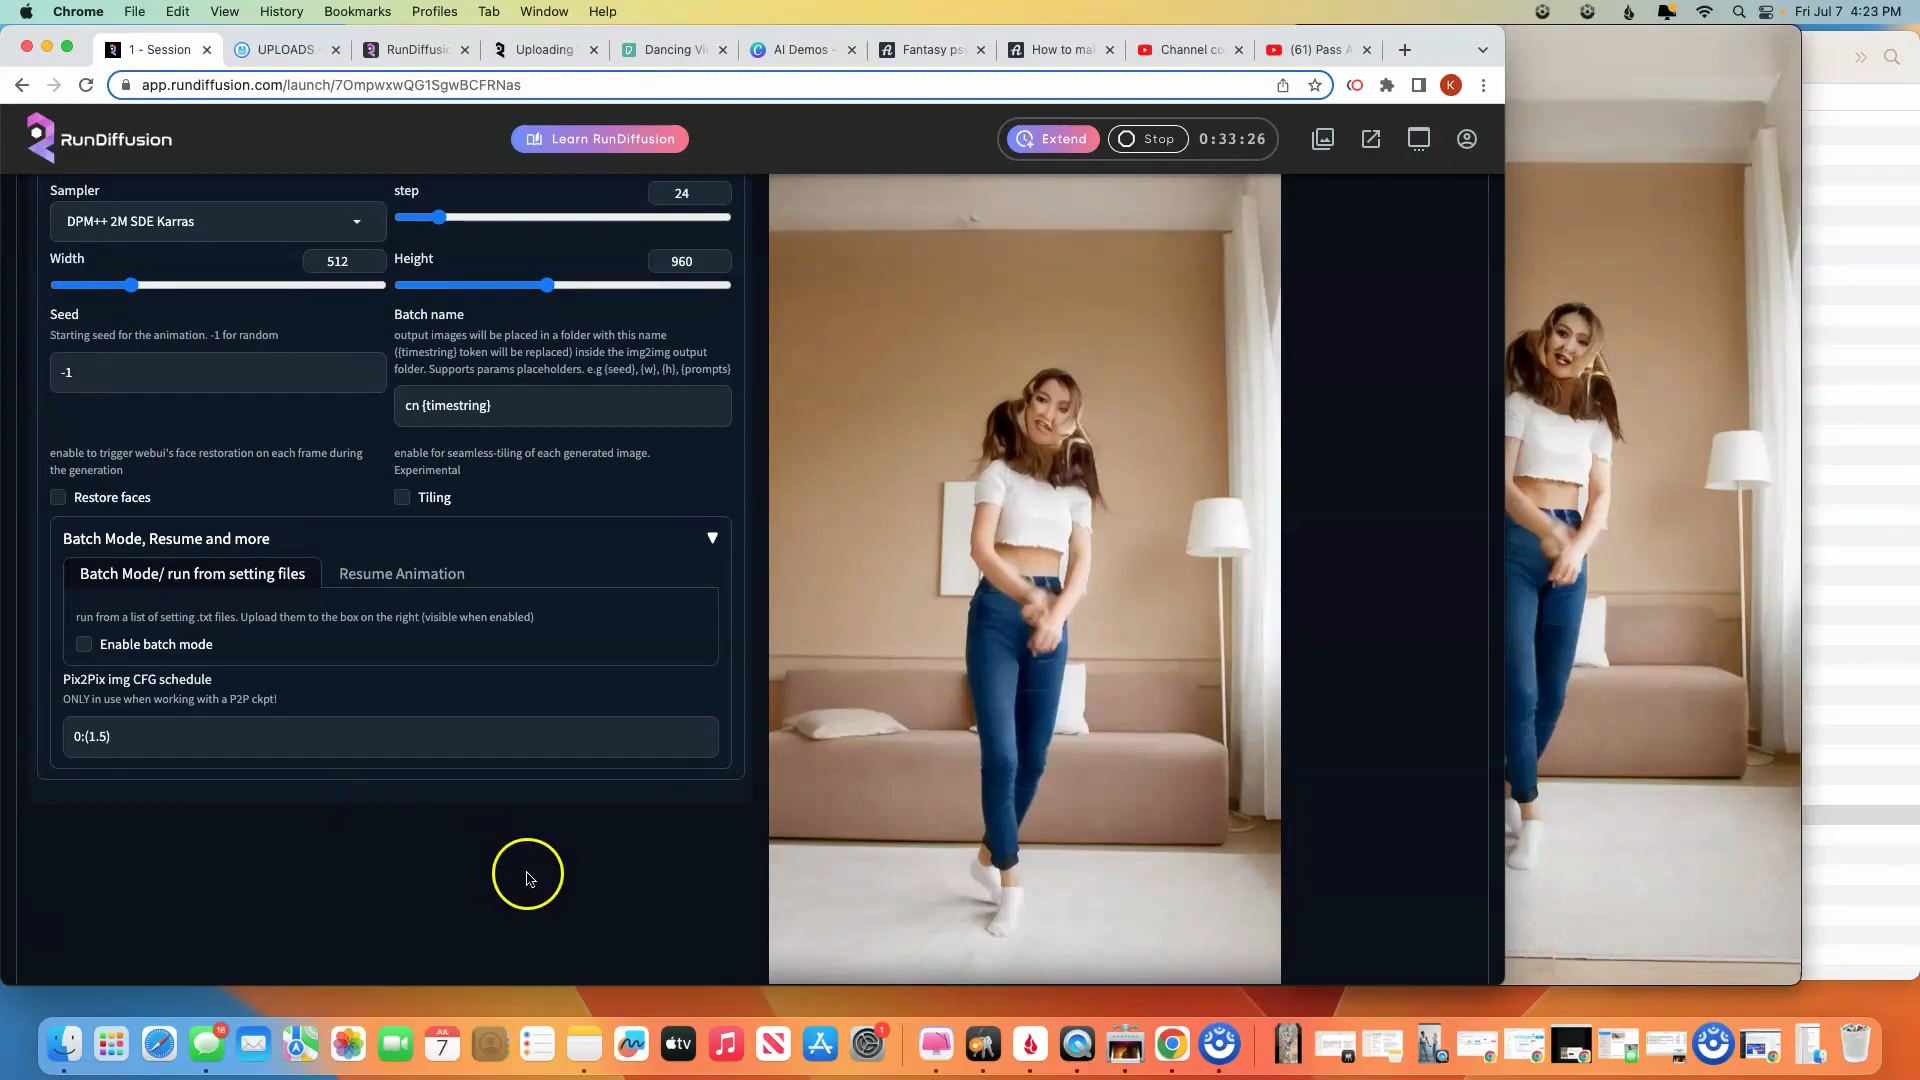 Chrome File Edit View History Bookmarks Profiles Tab Window Help Fri Jul 7 4:23 PM
1 - Session UPLOADS RunDiffusio Uploading Dancing Vi AI Demos - Fantasy ps How to ma Channel co (61) Pass A
app.rundiffusion.com/launch/7OmpwxwQG1SgwBCFRNas K
RunDiffusion Learn RunDiffusion Extend Stop 0:33:26
Sampler step 24
DPM++ 2M SDE Karras
Width 512 Height 960
Seed Batch name
Starting seed for the animation. -1 for random output images will be placed in a folder with this name
({timestring} token will be replaced) inside the img2img output
folder. Supports params placeholders. e.g {seed}, {w}, {h}, {prompts}
-1
cn {timestring}
enable to trigger webui's face restoration on each frame during enable for seamless-tiling of each generated image.
the generation Experimental
Restore faces Tiling
Batch Mode, Resume and more
Batch Mode/ run from setting files Resume Animation
run from a list of setting .txt files. Upload them to the box on the right (visible when enabled)
Enable batch mode
Pix2Pix img CFG schedule
ONLY in use when working with a P2P ckpt!
0:(1.5)
18 JUL 7 tv 1